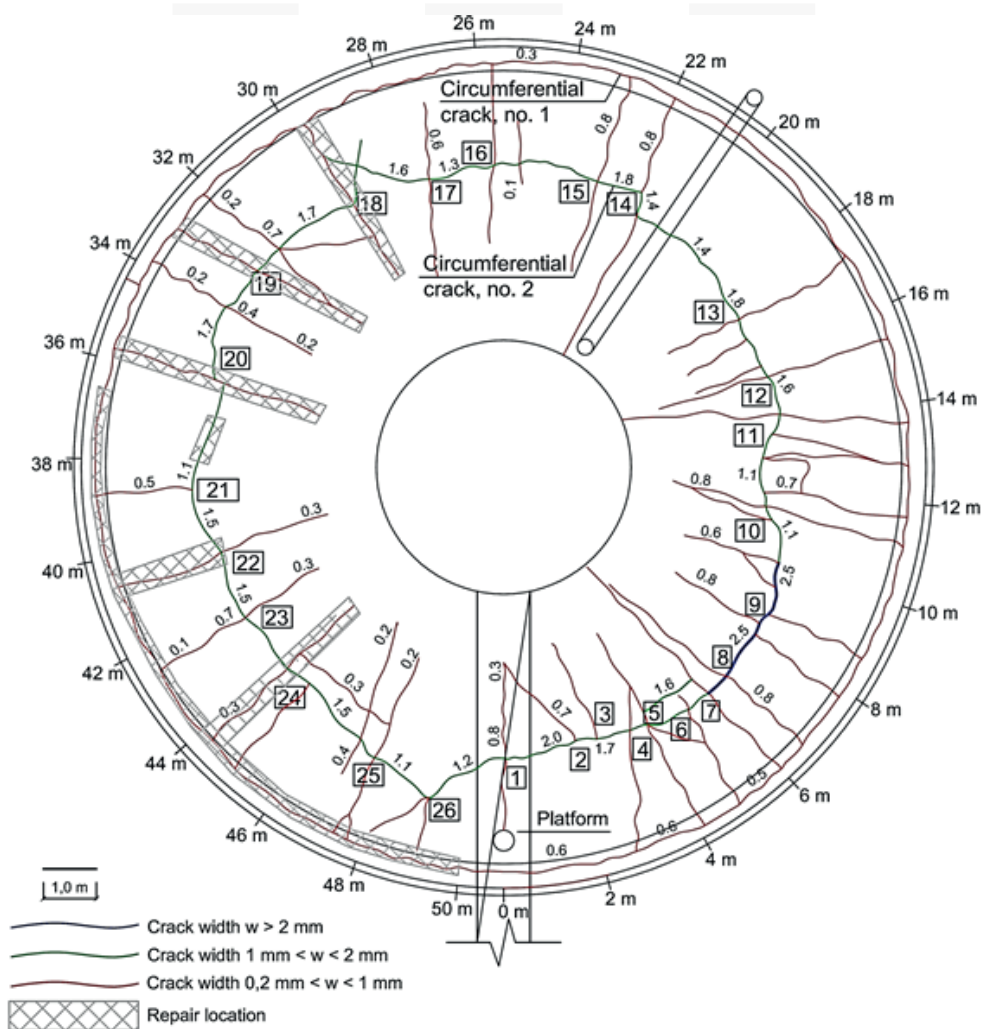 26 m
24 m
28 m
0.3
22 m
30 m
Circumferential
crack, no. 1
20 m
0.6
0.8
0.8
32 m
1.6
1.3
16
17
0.1
15
1.8
14
1.4
18 m
0.2
1.7
18
0.7
34 m
Circumferential
crack, no. 2
1.4
0.2
19
0.4
1.8
13
16 m
1.7
0.2
36 m
20
1.6
12
14 m
11
38 m
1.1
1.1
0.5
21
0.8
0.7
12 m
1.5
0.3
10
1.1
0.6
40 m
22
0.3
2.5
0.8
9
10 m
1.5
23
0.7
0.1
2.5
42 m
0.2
0.2
8
0.3
0.3
1.6
0.8
24
0.3
1.5
0.7
3
5
7
8 m
6
0.8
2.0
44 m
0.4
1.1
1.2
2
1.7
4
25
1
0.5
6 m
26
Platform
46 m
0.6
0.6
4 m
48 m
50 m
0 m
2 m
1,0 m
Crack width w > 2 mm
Crack width 1 mm < w < 2 mm
Crack width 0,2 mm < w < 1 mm
Repair location